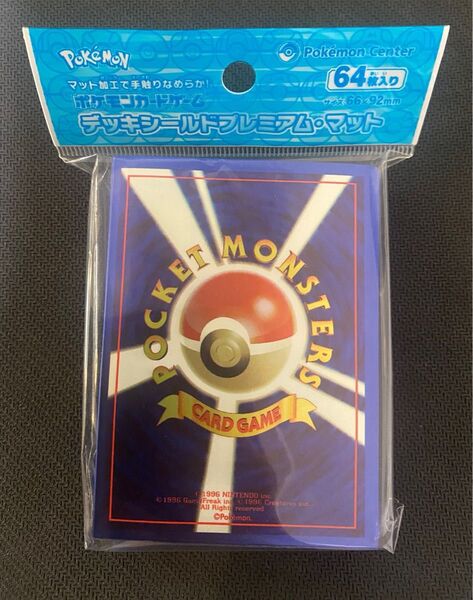 Pokémon
Pokémon Center
マット加工で手触りなめらか!
64枚入り
ポケモンカードゲーム
サイズ 66×92mm
デッキシールドプレミアム・マット
POCKET MONSTERS
CARD GAME
©1996 NINTENDO inc.
©1996 GameFreak inc. ©1996 Creatures inc.
All Rights reserved
©Pokémon.